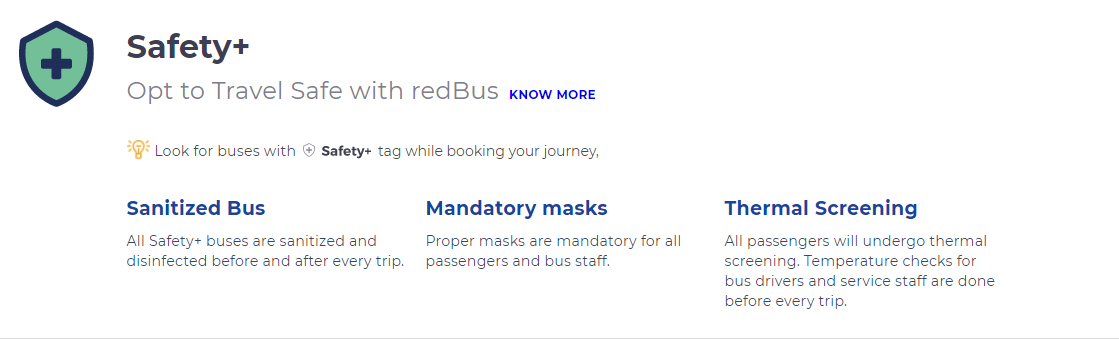 Safety+
Opt to Travel Safe with redBus KNOW MORE
Look for buses with Safety+ tag while booking your journey,
Sanitized Bus
All Safety+ buses are sanitized and
disinfected before and after every trip.
Mandatory masks
Proper masks are mandatory for all
passengers and bus staff.
Thermal Screening
All passengers will undergo thermal
screening. Temperature checks for
bus drivers and service staff are done
before every trip.